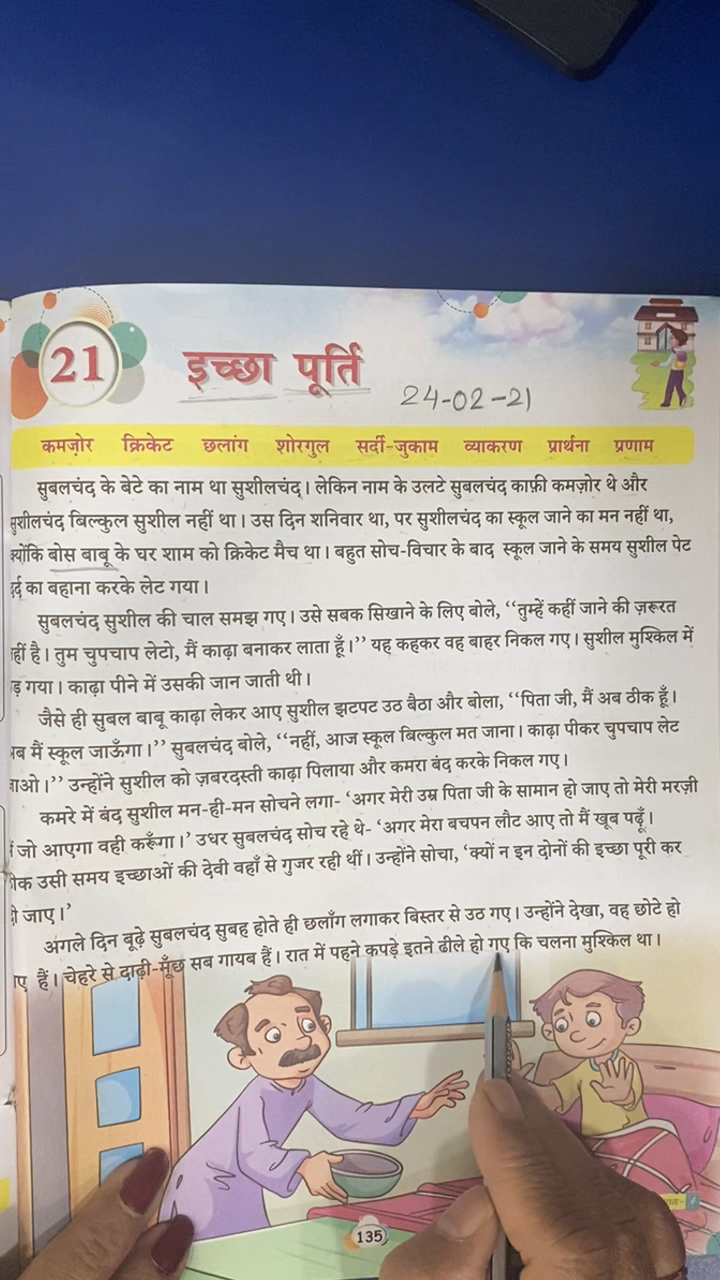 21
इच्छा पूर्ति
24-02-21
कमज़ोर क्रिकेट छलांग शोरगुल सर्दी-जुकाम व्याकरण प्रार्थना प्रणाम
सुबलचंद के बेटे का नाम था सुशीलचंद। लेकिन नाम के उलटे सुबलचंद काफ़ी कमज़ोर थे और
सुशीलचंद बिल्कुल सुशील नहीं था। उस दिन शनिवार था, पर सुशीलचंद का स्कूल जाने का मन नहीं था,
क्योंकि बोस बाबू के घर शाम को क्रिकेट मैच था। बहुत सोच-विचार के बाद स्कूल जाने के समय सुशील पेट
का बहाना करके लेट गया।
सुबलचंद सुशील की चाल समझ गए। उसे सबक सिखाने के लिए बोले, “तुम्हें कहीं जाने की ज़रूरत
है। तुम चुपचाप लेटो, मैं काढ़ा बनाकर लाता हूँ।” यह कहकर वह बाहर निकल गए। सुशील मुश्किल में
गया। काढ़ा पीने में उसकी जान जाती थी।
जैसे ही सुबल बाबू काढ़ा लेकर आए सुशील झटपट उठ बैठा और बोला, “पिता जी, मैं अब ठीक हूँ।
मैं स्कूल जाऊँगा।” सुबलचंद बोले, “नहीं, आज स्कूल बिल्कुल मत जाना। काढ़ा पीकर चुपचाप लेट
उन्होंने सुशील को ज़बरदस्ती काढ़ा पिलाया और कमरा बंद करके निकल गए।
कमरे में बंद सुशील मन-ही-मन सोचने लगा- ‘अगर मेरी उम्र पिता जी के सामान हो जाए तो मेरी मरज़ी
जो आएगा वही करूँगा।’ उधर सुबलचंद सोच रहे थे- ‘अगर मेरा बचपन लौट आए तो मैं खूब पढ़ूँ।
उसी समय इच्छाओं की देवी वहाँ से गुजर रही थीं। उन्होंने सोचा, ‘क्यों न इन दोनों की इच्छा पूरी कर
जाए।’
अगले दिन बूढ़े सुबलचंद सुबह होते ही छलाँग लगाकर बिस्तर से उठ गए। उन्होंने देखा, वह छोटे हो
हैं। चेहरे से दाढ़ी-मूँछ सब गायब हैं। रात में पहने कपड़े इतने ढीले हो गए कि चलना मुश्किल था।
4
135